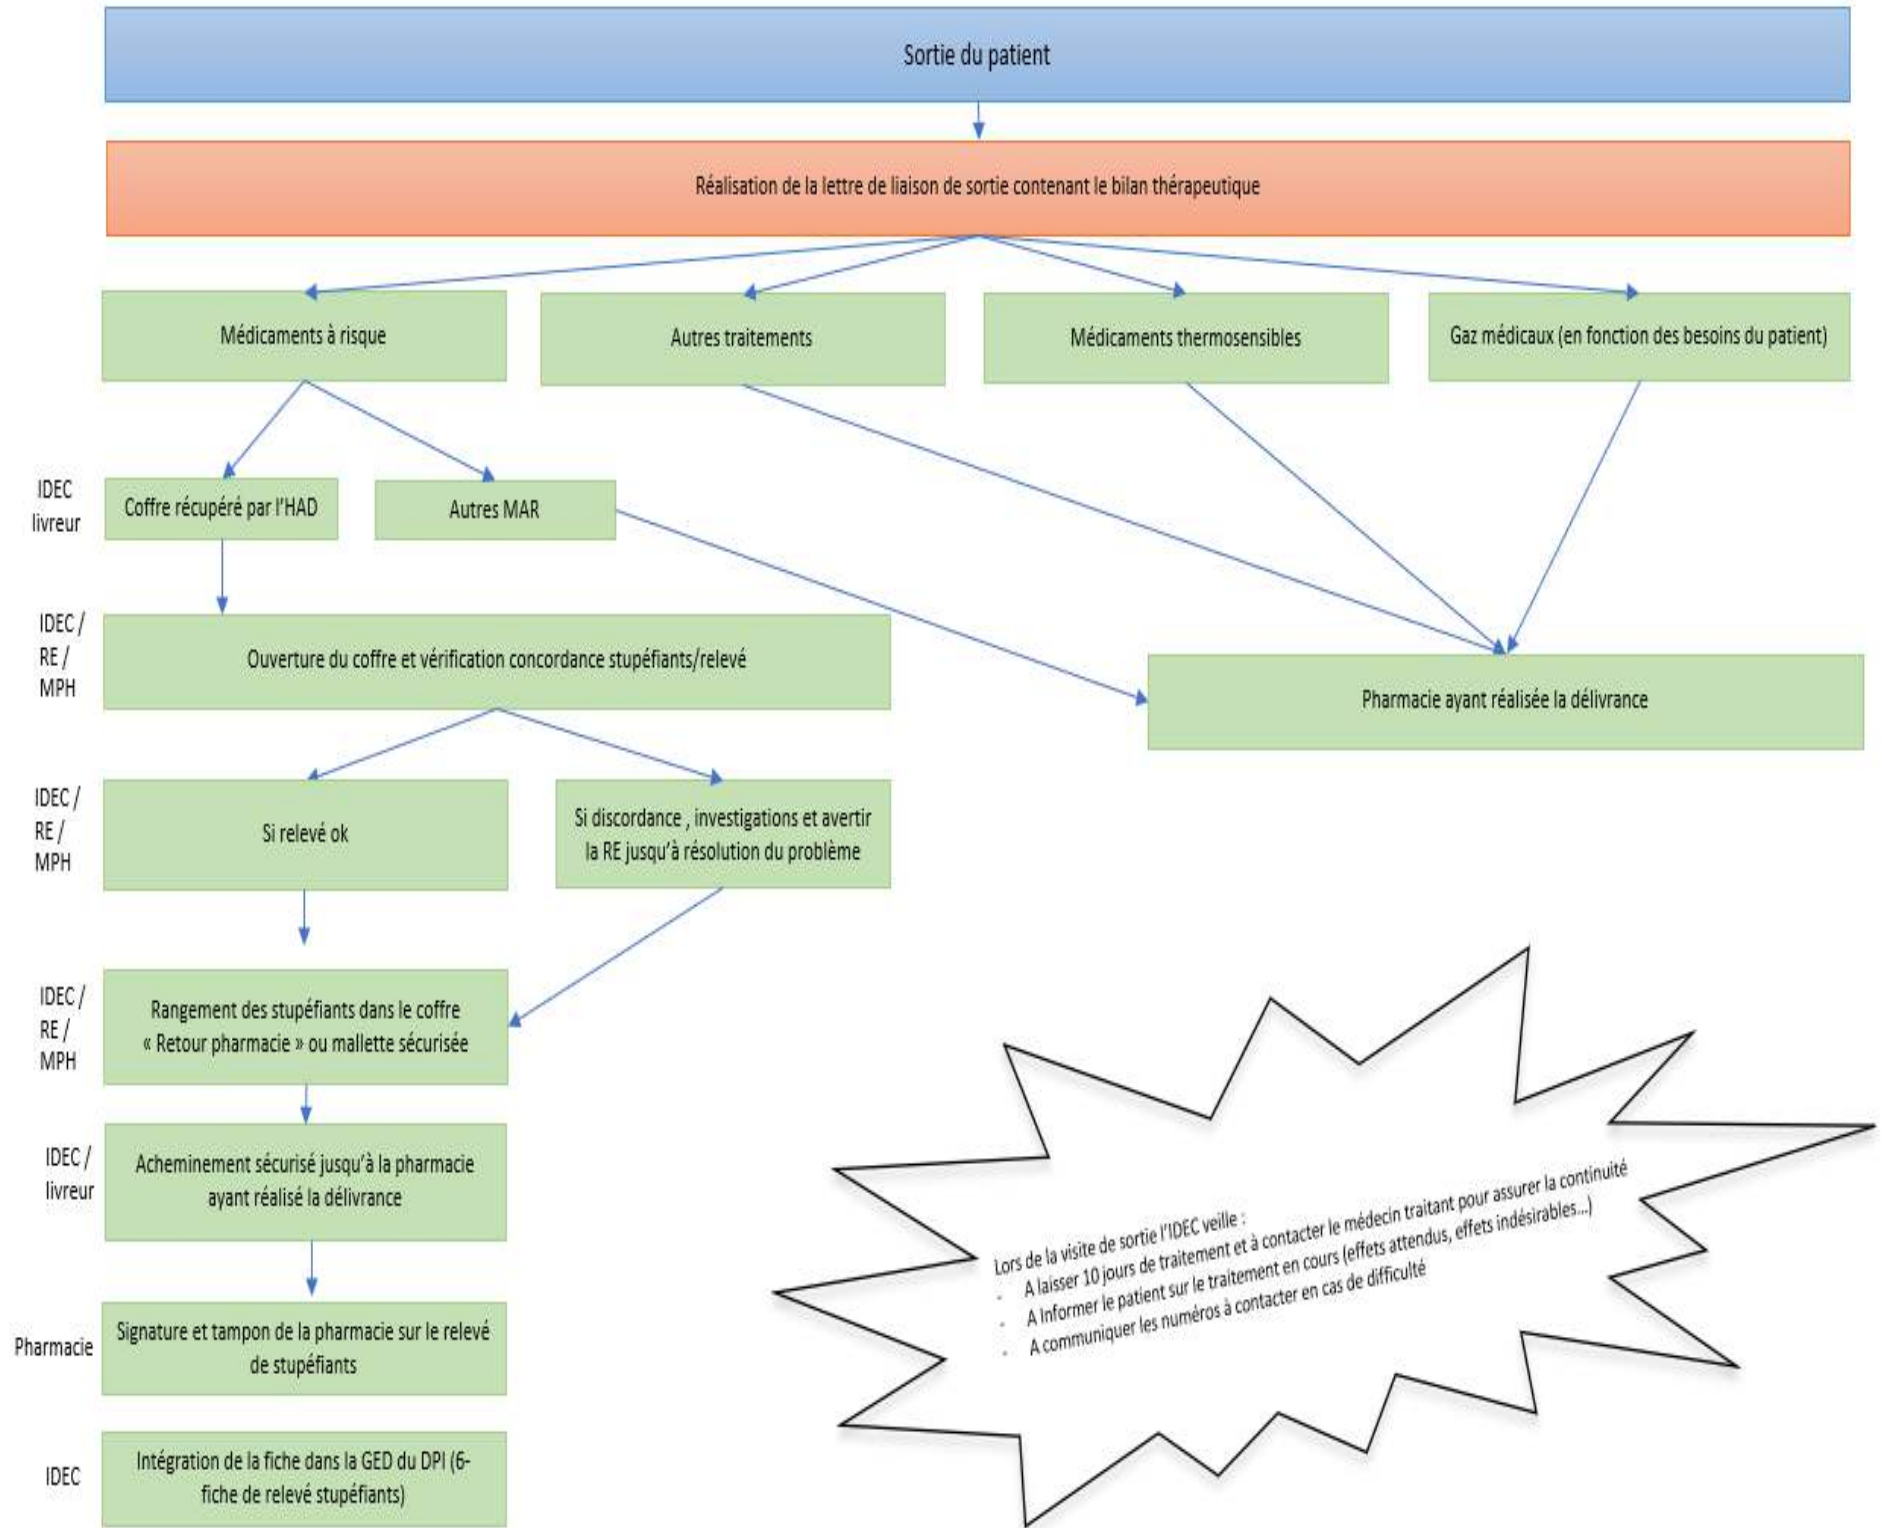 Sortie du patient
Réalisation de la lettre de liaison de sortie contenant le bilan thérapeutique
Médicaments à risque
Autres traitements
Médicaments thermosensibles
Gaz médicaux (en fonction des besoins du patient)
IDEC
livreur
Coffre récupéré par l’HAD
Autres MAR
IDEC /
RE /
MPH
Ouverture du coffre et vérification concordance stupéfiants/relevé
Pharmacie ayant réalisée la délivrance
IDEC /
RE /
MPH
Si relevé ok
Si discordance , investigations et avertir
la RE jusqu’à résolution du problème
IDEC /
RE /
MPH
Rangement des stupéfiants dans le coffre
« Retour pharmacie » ou mallette sécurisée
IDEC /
livreur
Acheminement sécurisé jusqu’à la pharmacie
ayant réalisé la délivrance
Lors de la visite de sortie l’IDEC veille :
- A laisser 10 jours de traitement et à contacter le médecin traitant pour assurer la continuité
- A Informer le patient sur le traitement en cours (effets attendus, effets indésirables…)
- A communiquer les numéros à contacter en cas de difficulté
Pharmacie
Signature et tampon de la pharmacie sur le relevé
de stupéfiants
IDEC
Intégration de la fiche dans la GED du DPI (6-
fiche de relevé stupéfiants)